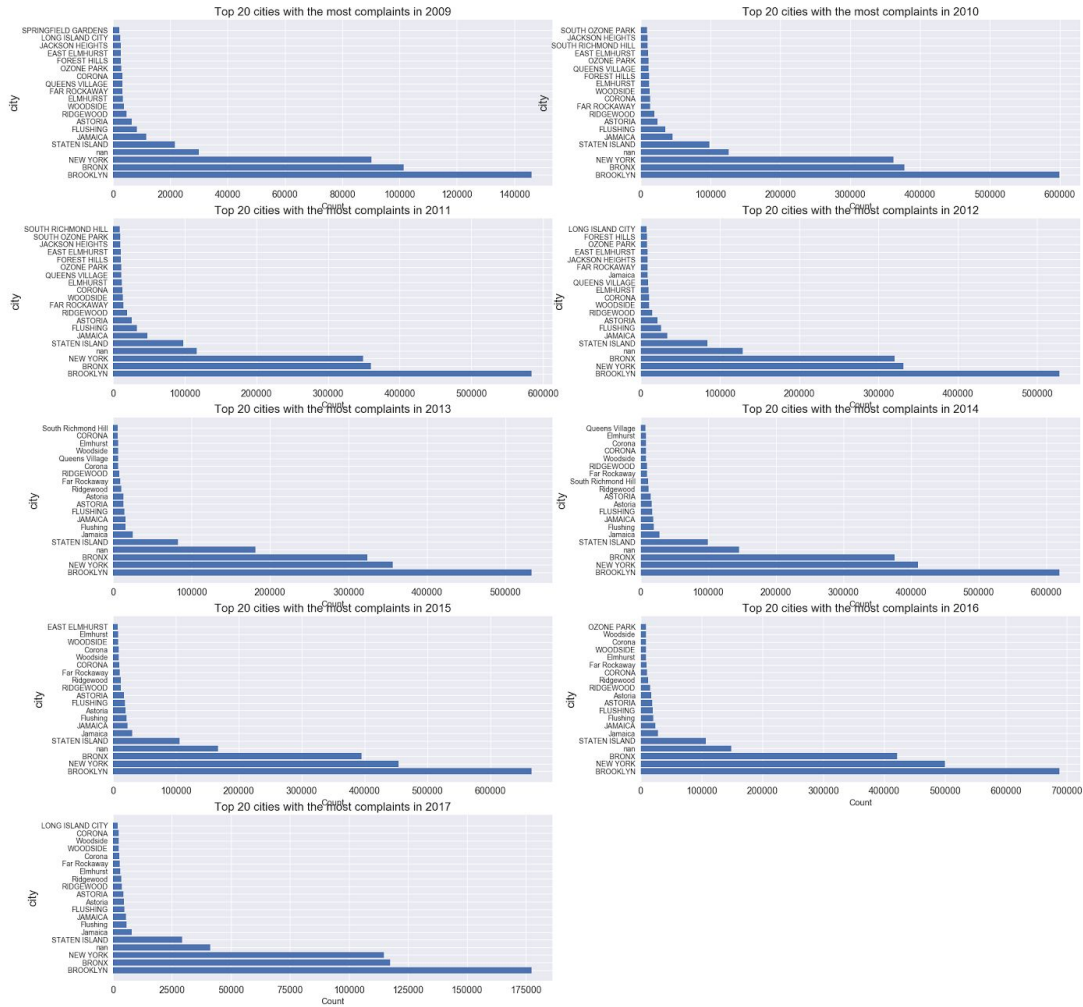 Top 20 cities with the most complaints in 2009
city
SPRINGFIELD GARDENS
LONG ISLAND CITY
JACKSON HEIGHTS
EAST ELMHURST
FOREST HILLS
OZONE PARK
CORONA
QUEENS VILLAGE
FAR ROCKAWAY
ELMHURST
WOODSIDE
RIDGEWOOD
ASTORIA
FLUSHING
JAMAICA
STATEN ISLAND
nan
NEW YORK
BRONX
BROOKLYN
0 20000 40000 60000 80000 100000 120000 140000
Count
Top 20 cities with the most complaints in 2010
city
SOUTH OZONE PARK
JACKSON HEIGHTS
SOUTH RICHMOND HILL
EAST ELMHURST
OZONE PARK
QUEENS VILLAGE
FOREST HILLS
ELMHURST
WOODSIDE
CORONA
FAR ROCKAWAY
RIDGEWOOD
ASTORIA
FLUSHING
JAMAICA
STATEN ISLAND
nan
NEW YORK
BRONX
BROOKLYN
0 100000 200000 300000 400000 500000 600000
Count
Top 20 cities with the most complaints in 2011
city
SOUTH RICHMOND HILL
SOUTH OZONE PARK
JACKSON HEIGHTS
EAST ELMHURST
FOREST HILLS
OZONE PARK
QUEENS VILLAGE
ELMHURST
CORONA
WOODSIDE
FAR ROCKAWAY
RIDGEWOOD
ASTORIA
FLUSHING
JAMAICA
STATEN ISLAND
nan
NEW YORK
BRONX
BROOKLYN
0 100000 200000 300000 400000 500000 600000
Count
Top 20 cities with the most complaints in 2012
city
LONG ISLAND CITY
FOREST HILLS
OZONE PARK
EAST ELMHURST
JACKSON HEIGHTS
FAR ROCKAWAY
Jamaica
QUEENS VILLAGE
ELMHURST
CORONA
WOODSIDE
RIDGEWOOD
ASTORIA
FLUSHING
JAMAICA
STATEN ISLAND
nan
BRONX
NEW YORK
BROOKLYN
0 100000 200000 300000 400000 500000
Count
Top 20 cities with the most complaints in 2013
city
South Richmond Hill
CORONA
Elmhurst
Woodside
Queens Village
Corona
RIDGEWOOD
Far Rockaway
Ridgewood
Astoria
ASTORIA
FLUSHING
JAMAICA
Flushing
Jamaica
STATEN ISLAND
nan
BRONX
NEW YORK
BROOKLYN
0 100000 200000 300000 400000 500000
Count
Top 20 cities with the most complaints in 2014
city
Queens Village
Elmhurst
Corona
CORONA
Woodside
RIDGEWOOD
Far Rockaway
South Richmond Hill
Ridgewood
ASTORIA
Astoria
FLUSHING
JAMAICA
Flushing
Jamaica
STATEN ISLAND
nan
BRONX
NEW YORK
BROOKLYN
0 100000 200000 300000 400000 500000 600000
Count
Top 20 cities with the most complaints in 2015
city
EAST ELMHURST
Elmhurst
WOODSIDE
Corona
Woodside
CORONA
Far Rockaway
Ridgewood
RIDGEWOOD
ASTORIA
FLUSHING
Astoria
Flushing
JAMAICA
Jamaica
STATEN ISLAND
nan
BRONX
NEW YORK
BROOKLYN
0 100000 200000 300000 400000 500000 600000
Count
Top 20 cities with the most complaints in 2016
city
OZONE PARK
Woodside
Corona
WOODSIDE
Elmhurst
Far Rockaway
CORONA
Ridgewood
RIDGEWOOD
Astoria
ASTORIA
FLUSHING
Flushing
JAMAICA
Jamaica
STATEN ISLAND
nan
BRONX
NEW YORK
BROOKLYN
0 100000 200000 300000 400000 500000 600000 700000
Count
Top 20 cities with the most complaints in 2017
city
LONG ISLAND CITY
CORONA
Woodside
WOODSIDE
Corona
Far Rockaway
Elmhurst
Ridgewood
RIDGEWOOD
ASTORIA
Astoria
FLUSHING
JAMAICA
Flushing
Jamaica
STATEN ISLAND
nan
NEW YORK
BRONX
BROOKLYN
0 25000 50000 75000 100000 125000 150000 175000
Count